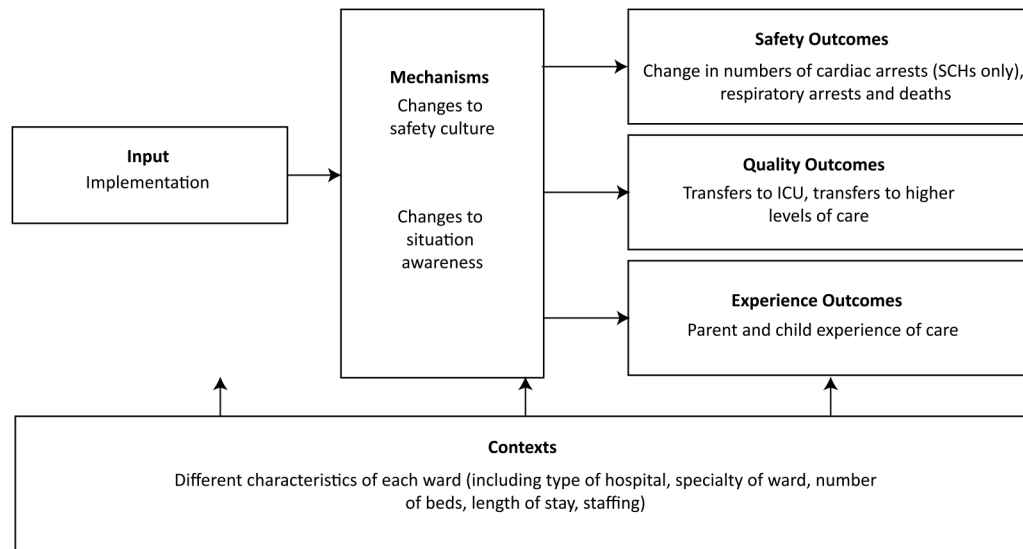 Input
Implementation
Mechanisms
Changes to
safety culture
Changes to
situation
awareness
Safety Outcomes
Change in numbers of cardiac arrests (SCHs only),
respiratory arrests and deaths
Quality Outcomes
Transfers to ICU, transfers to higher
levels of care
Experience Outcomes
Parent and child experience of care
Contexts
Different characteristics of each ward (including type of hospital, specialty of ward, number
of beds, length of stay, staffing)